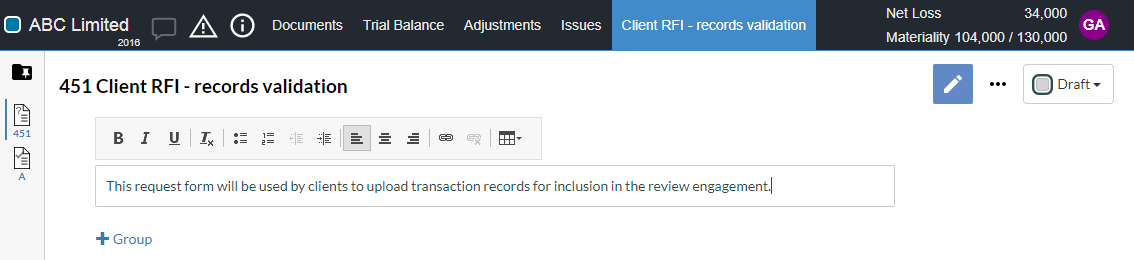 ABC Limited
2016
Documents Trial Balance Adjustments Issues Client RFI - records validation
Net Loss 34,000
Materiality 104,000 / 130,000
GA
451 Client RFI - records validation
Draft
451
A
B I U Tx
This request form will be used by clients to upload transaction records for inclusion in the review engagement.
+ Group